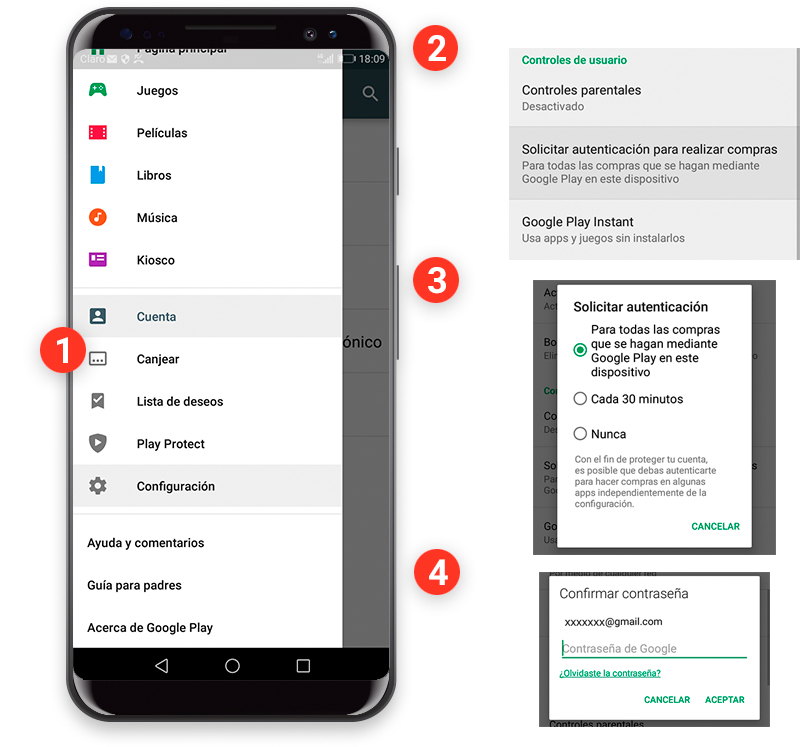 Página principal
Claro 18:09
Juegos
Películas
Libros
Música
Kiosco
Cuenta
ónico
1
Canjear
Lista de deseos
Play Protect
Configuración
Ayuda y comentarios
Guía para padres
Acerca de Google Play
2
Controles de usuario
Controles parentales
Desactivado
Solicitar autenticación para realizar compras
Para todas las compras que se hagan mediante
Google Play en este dispositivo
Google Play Instant
Usa apps y juegos sin instalarlos
3
Solicitar autenticación
Para todas las compras
que se hagan mediante
Google Play en este
dispositivo
Cada 30 minutos
Nunca
Con el fin de proteger tu cuenta,
es posible que debas autenticarte
para hacer compras en algunas
apps independientemente de la
configuración.
CANCELAR
4
Por medio de cualquier red
Confirmar contraseña
xxxxxxx@gmail.com
Contraseña de Google
¿Olvidaste la contraseña?
CANCELAR ACEPTAR
Controles parentales